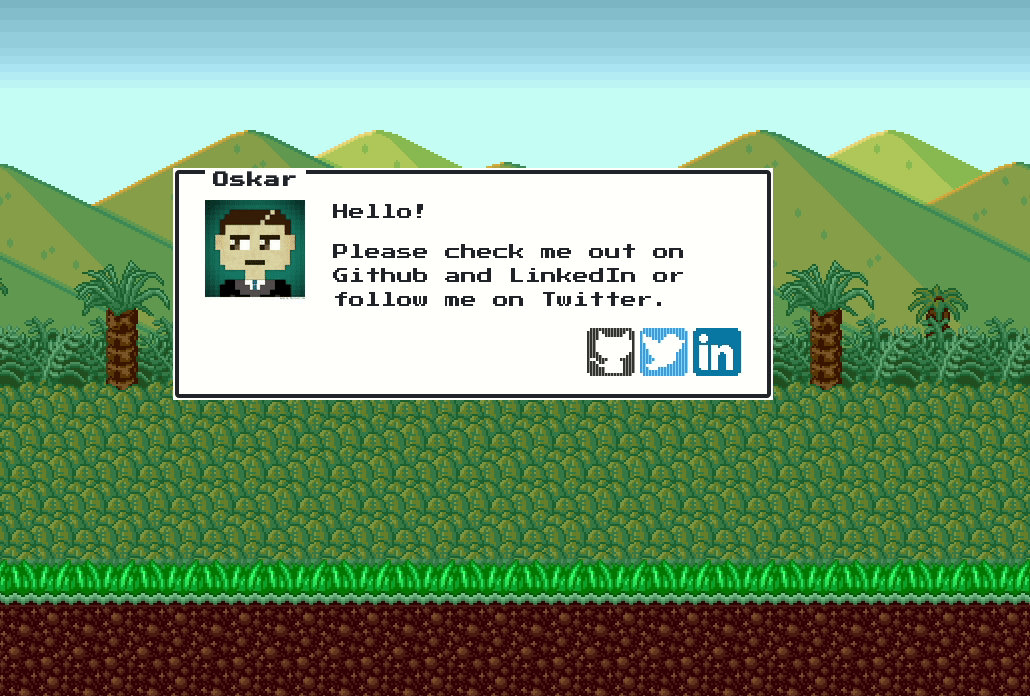 Oskar
Hello!
Please check me out on
Github and LinkedIn or
follow me on Twitter.
in